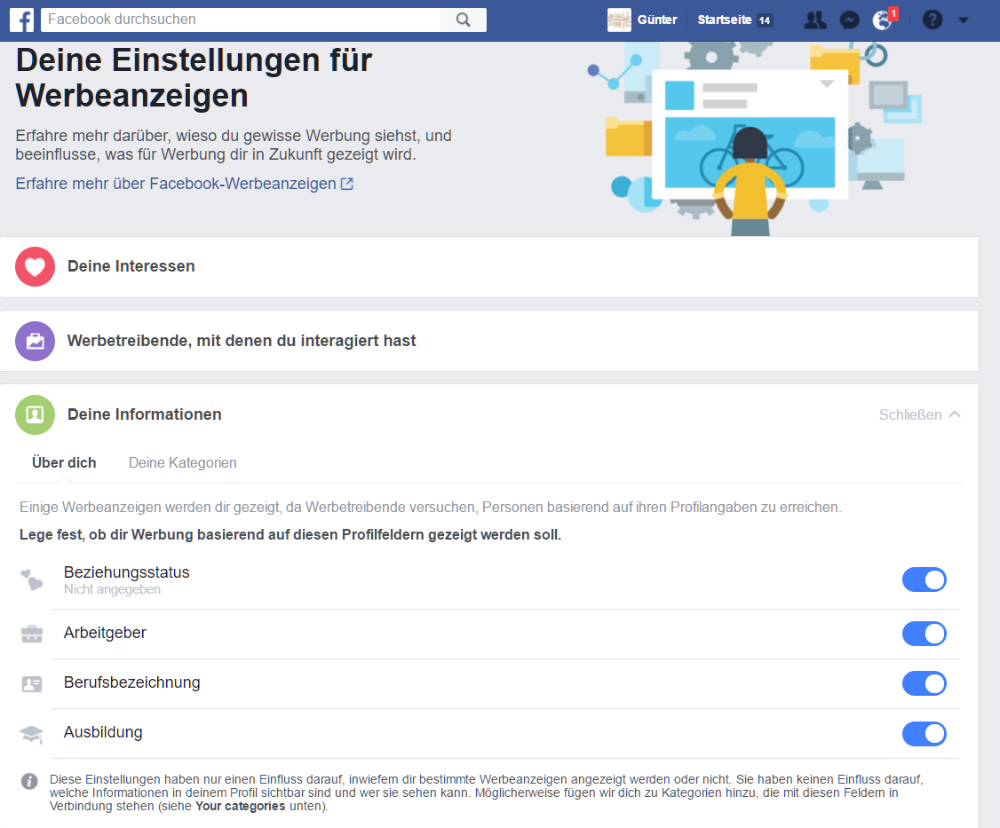 f
Facebook durchsuchen
Günter
Startseite 14
1
?
Deine Einstellungen für
Werbeanzeigen
Erfahre mehr darüber, wieso du gewisse Werbung siehst, und
beeinflusse, was für Werbung dir in Zukunft gezeigt wird.
Erfahre mehr über Facebook-Werbeanzeigen
Deine Interessen
Werbetreibende, mit denen du interagiert hast
Deine Informationen
Schließen
Über dich
Deine Kategorien
Einige Werbeanzeigen werden dir gezeigt, da Werbetreibende versuchen, Personen basierend auf ihren Profilangaben zu erreichen.
Lege fest, ob dir Werbung basierend auf diesen Profilfeldern gezeigt werden soll.
Beziehungsstatus
Nicht angegeben
Arbeitgeber
Berufsbezeichnung
Ausbildung
Diese Einstellungen haben nur einen Einfluss darauf, inwiefern dir bestimmte Werbeanzeigen angezeigt werden oder nicht. Sie haben keinen Einfluss darauf,
welche Informationen in deinem Profil sichtbar sind und wer sie sehen kann. Möglicherweise fügen wir dich zu Kategorien hinzu, die mit diesen Feldern in
Verbindung stehen (siehe Your categories unten).